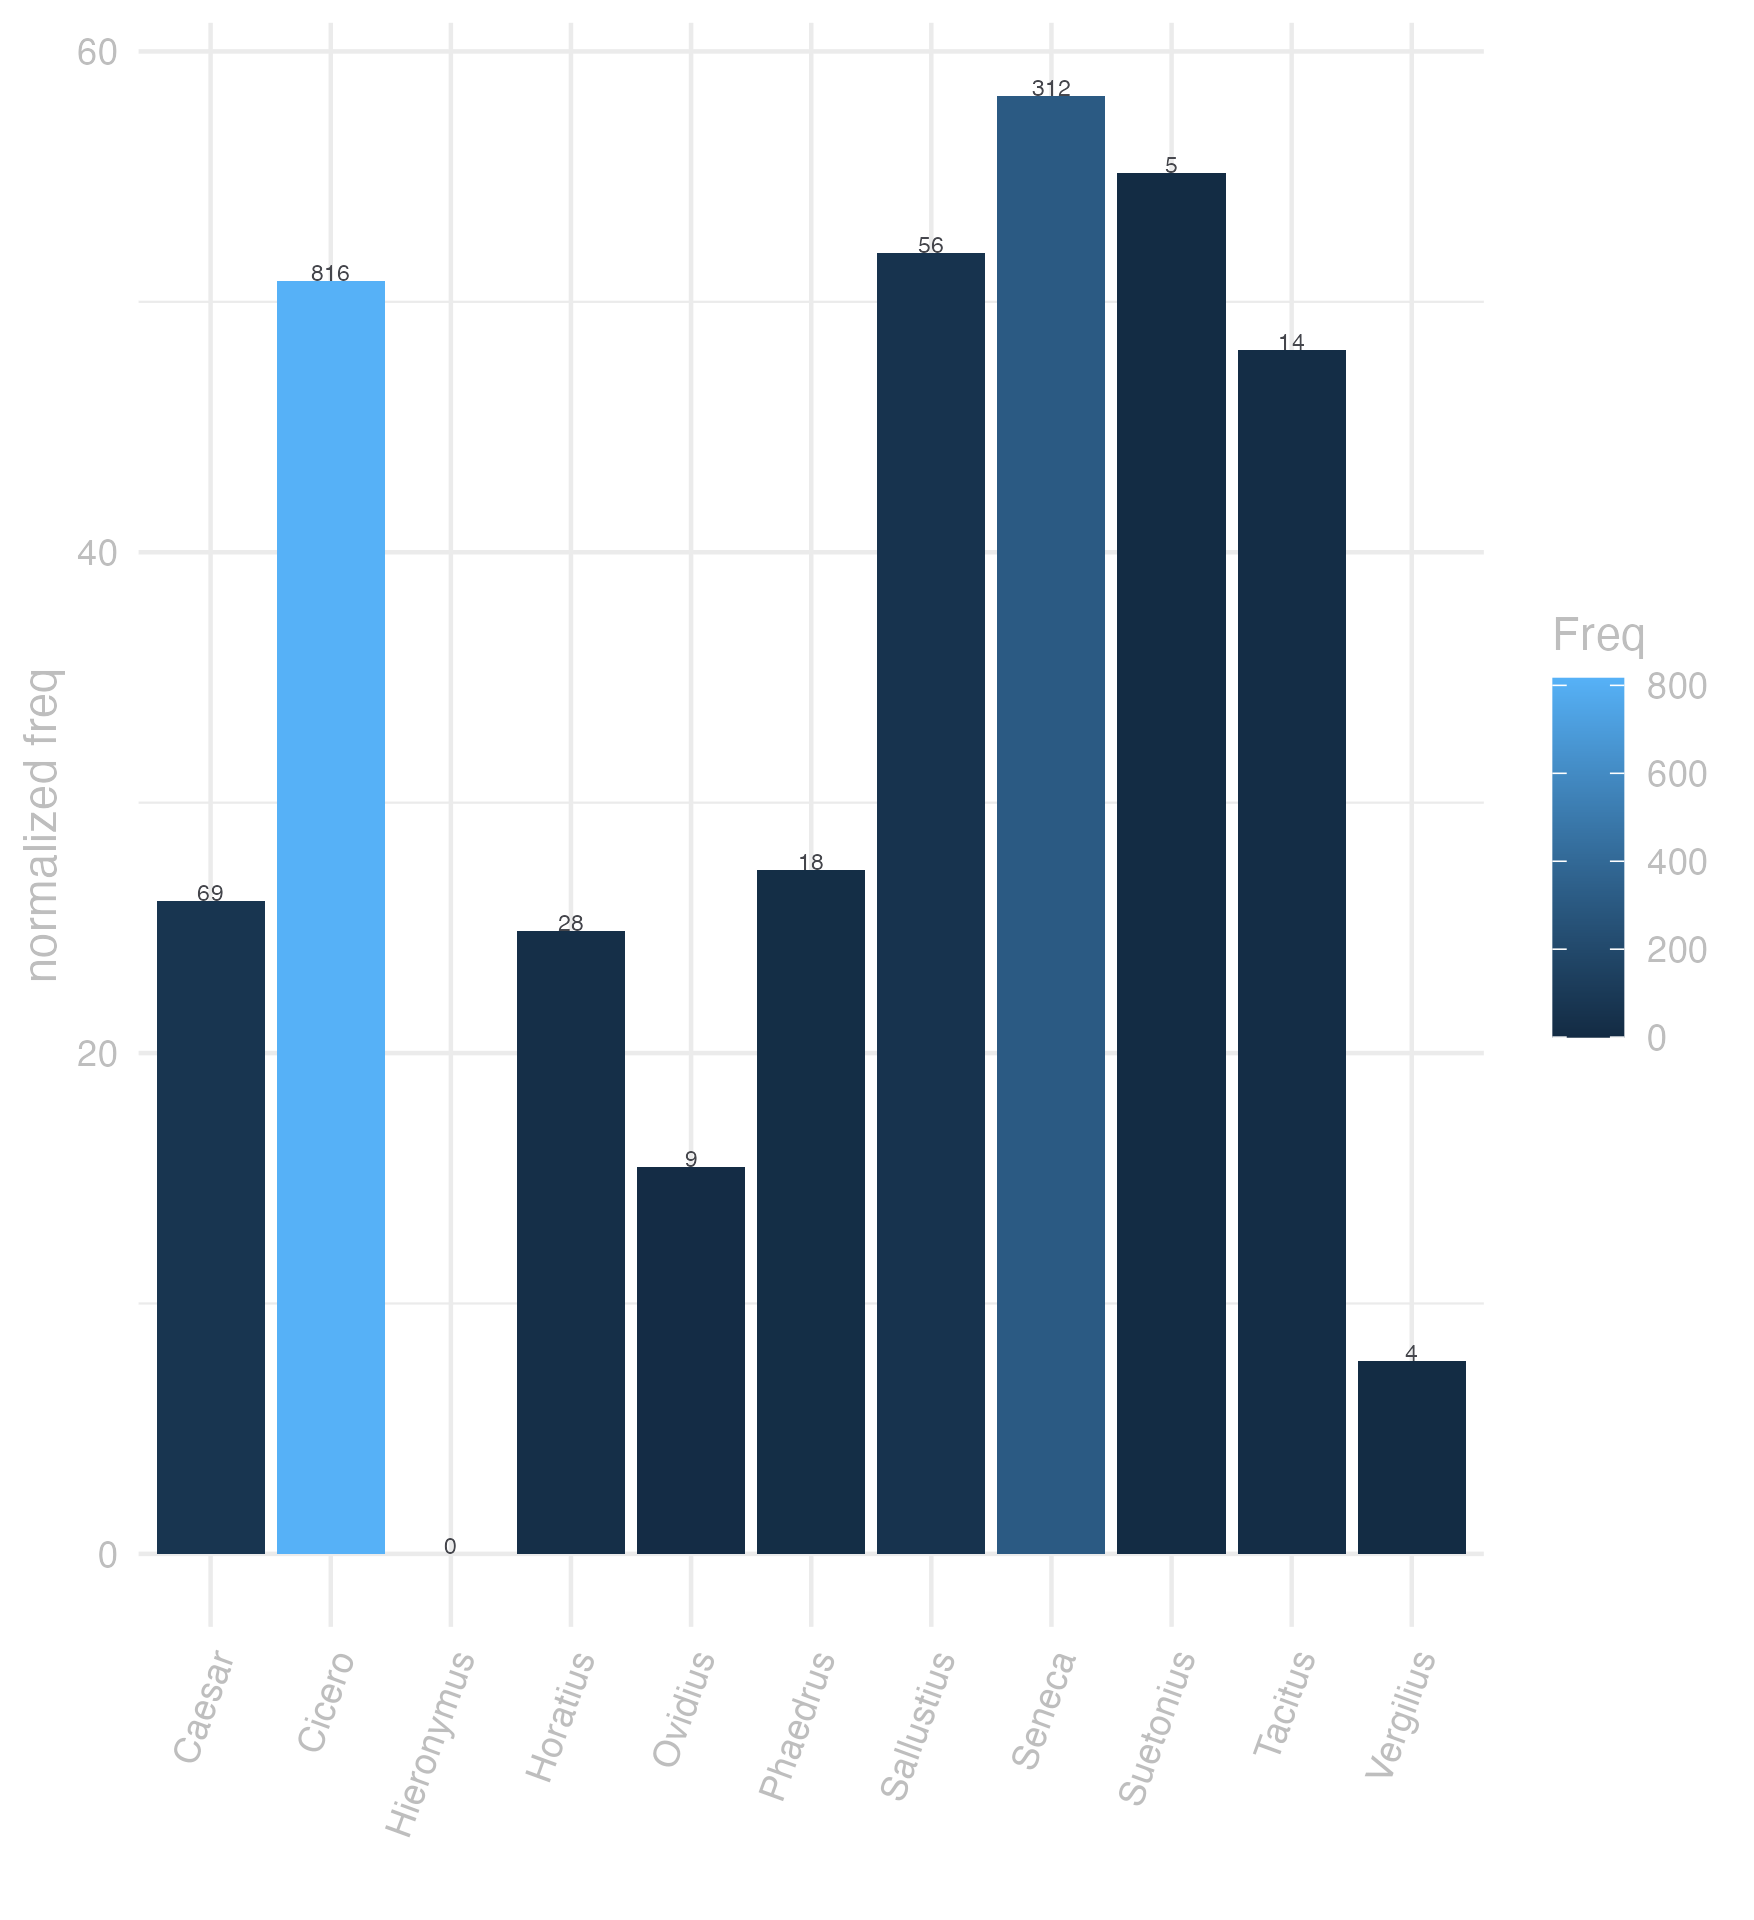 60
40
20
0
normalized freq
69
816
0
28
9
18
56
312
5
14
4
Caesar
Cicero
Hieronymus
Horatius
Ovidius
Phaedrus
Sallustius
Seneca
Suetonius
Tacitus
Vergilius
Freq
800
600
400
200
0